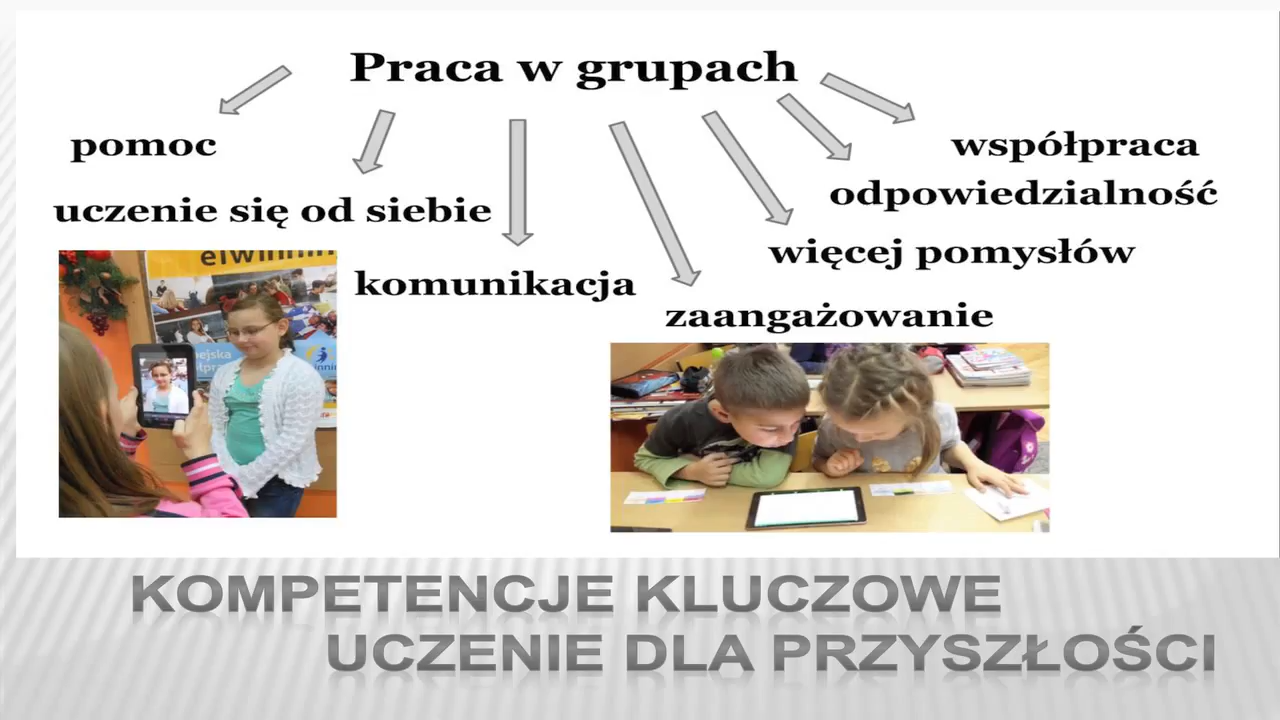 Praca w grupach
pomoc
współpraca
odpowiedzialność
uczenie się od siebie
więcej pomysłów
komunikacja
zaangażowanie
KOMPETENCJE KLUCZOWE
UCZENIE DLA PRZYSZŁOŚCI